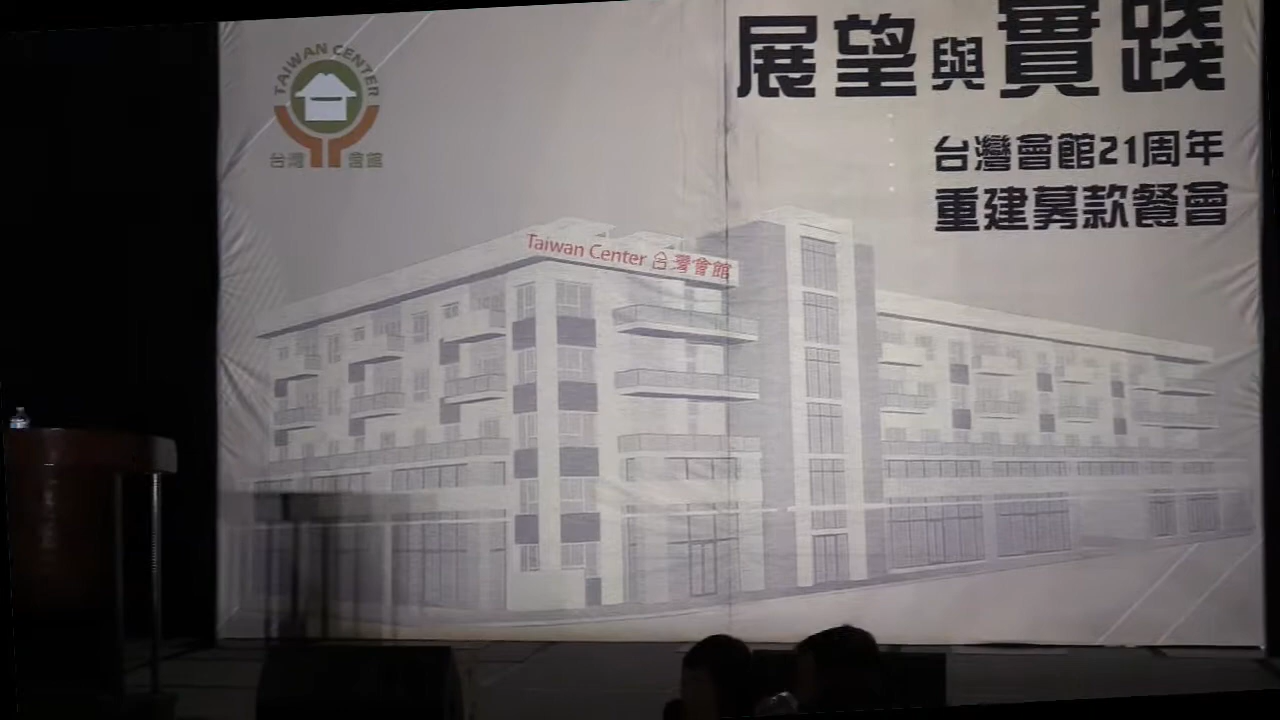 TAIWAN CENTER
台灣 會館
展望與實踐
台灣會館21周年
重建募款餐會
Taiwan Center 台灣會館